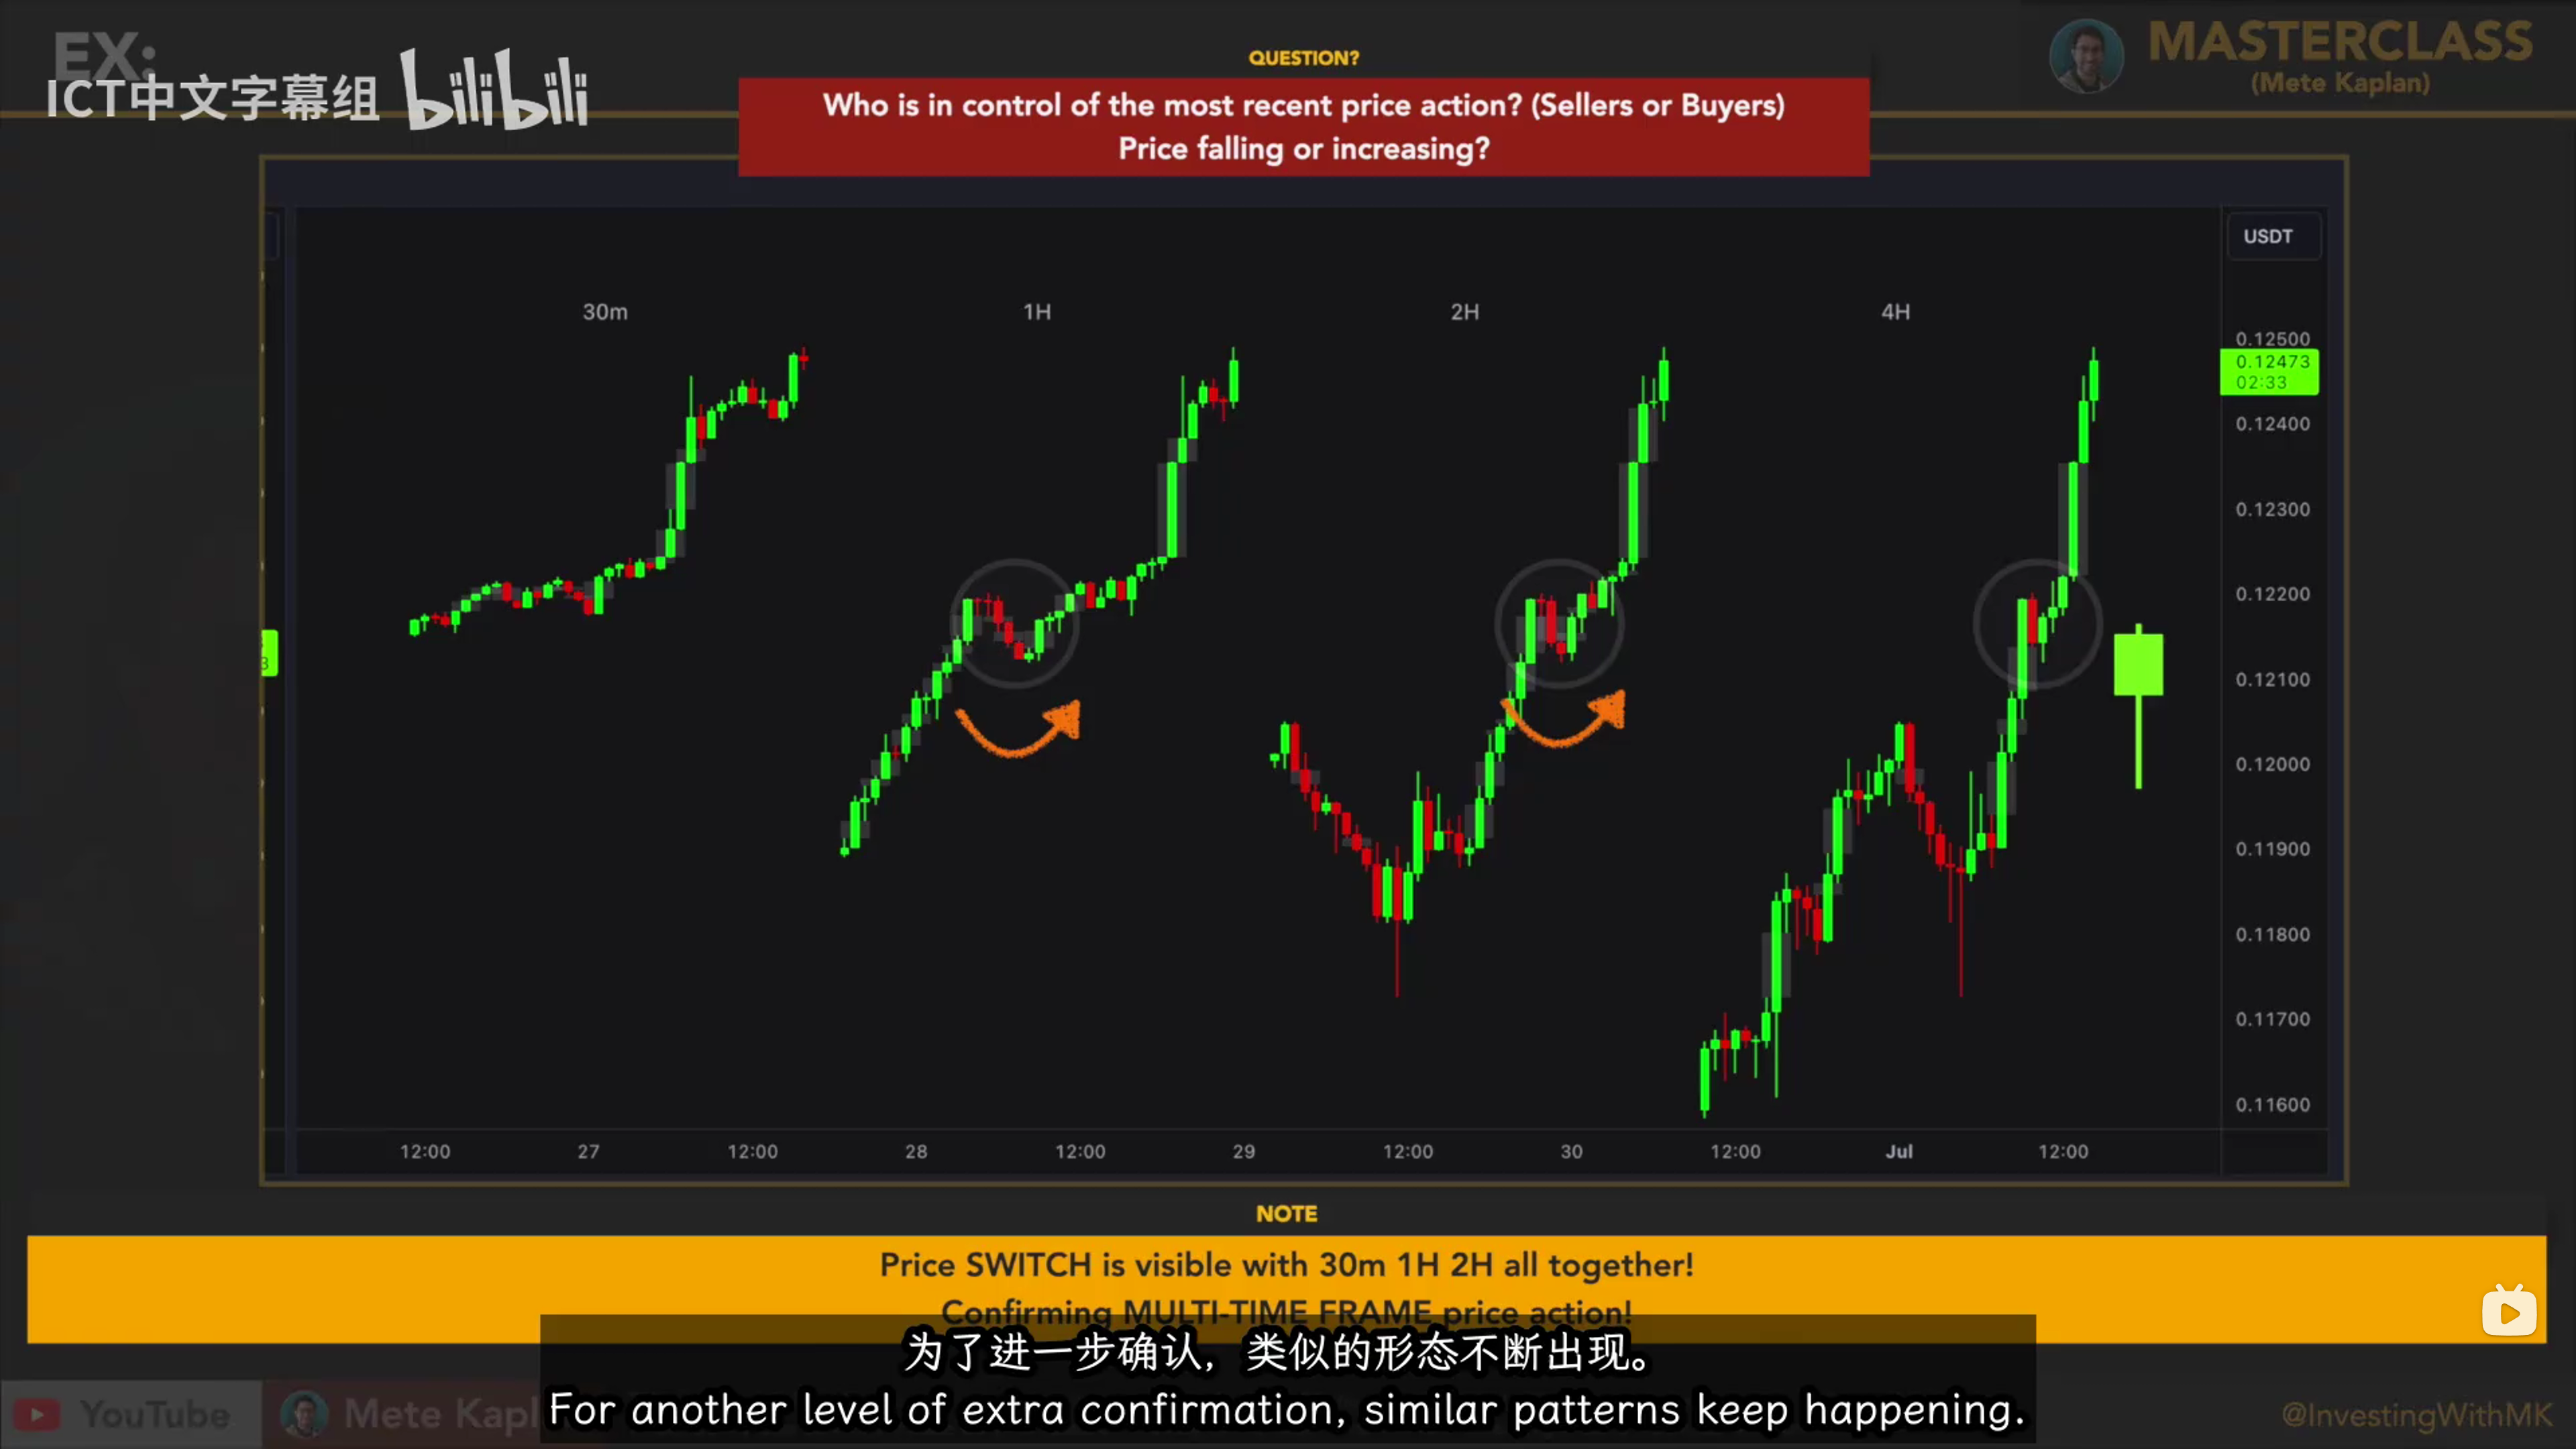 EX:
ICT中文字幕组 bilibili
QUESTION?
Who is in control of the most recent price action? (Sellers or Buyers)
Price falling or increasing?
MASTERCLASS
(Mete Kaplan)
USDT
30m 1H 2H 4H
0.12500
0.12473
02:33
0.12400
0.12300
0.12200
0.12100
0.12000
0.11900
0.11800
0.11700
0.11600
12:00 27 12:00 28 12:00 29 12:00 30 12:00 Jul 12:00
NOTE
Price SWITCH is visible with 30m 1H 2H all together!
Confirming MULTI-TIME FRAME price action!
为了进一步确认，类似的形态不断出现。
For another level of extra confirmation, similar patterns keep happening.
YouTube Mete Kapl
@InvestingWithMK